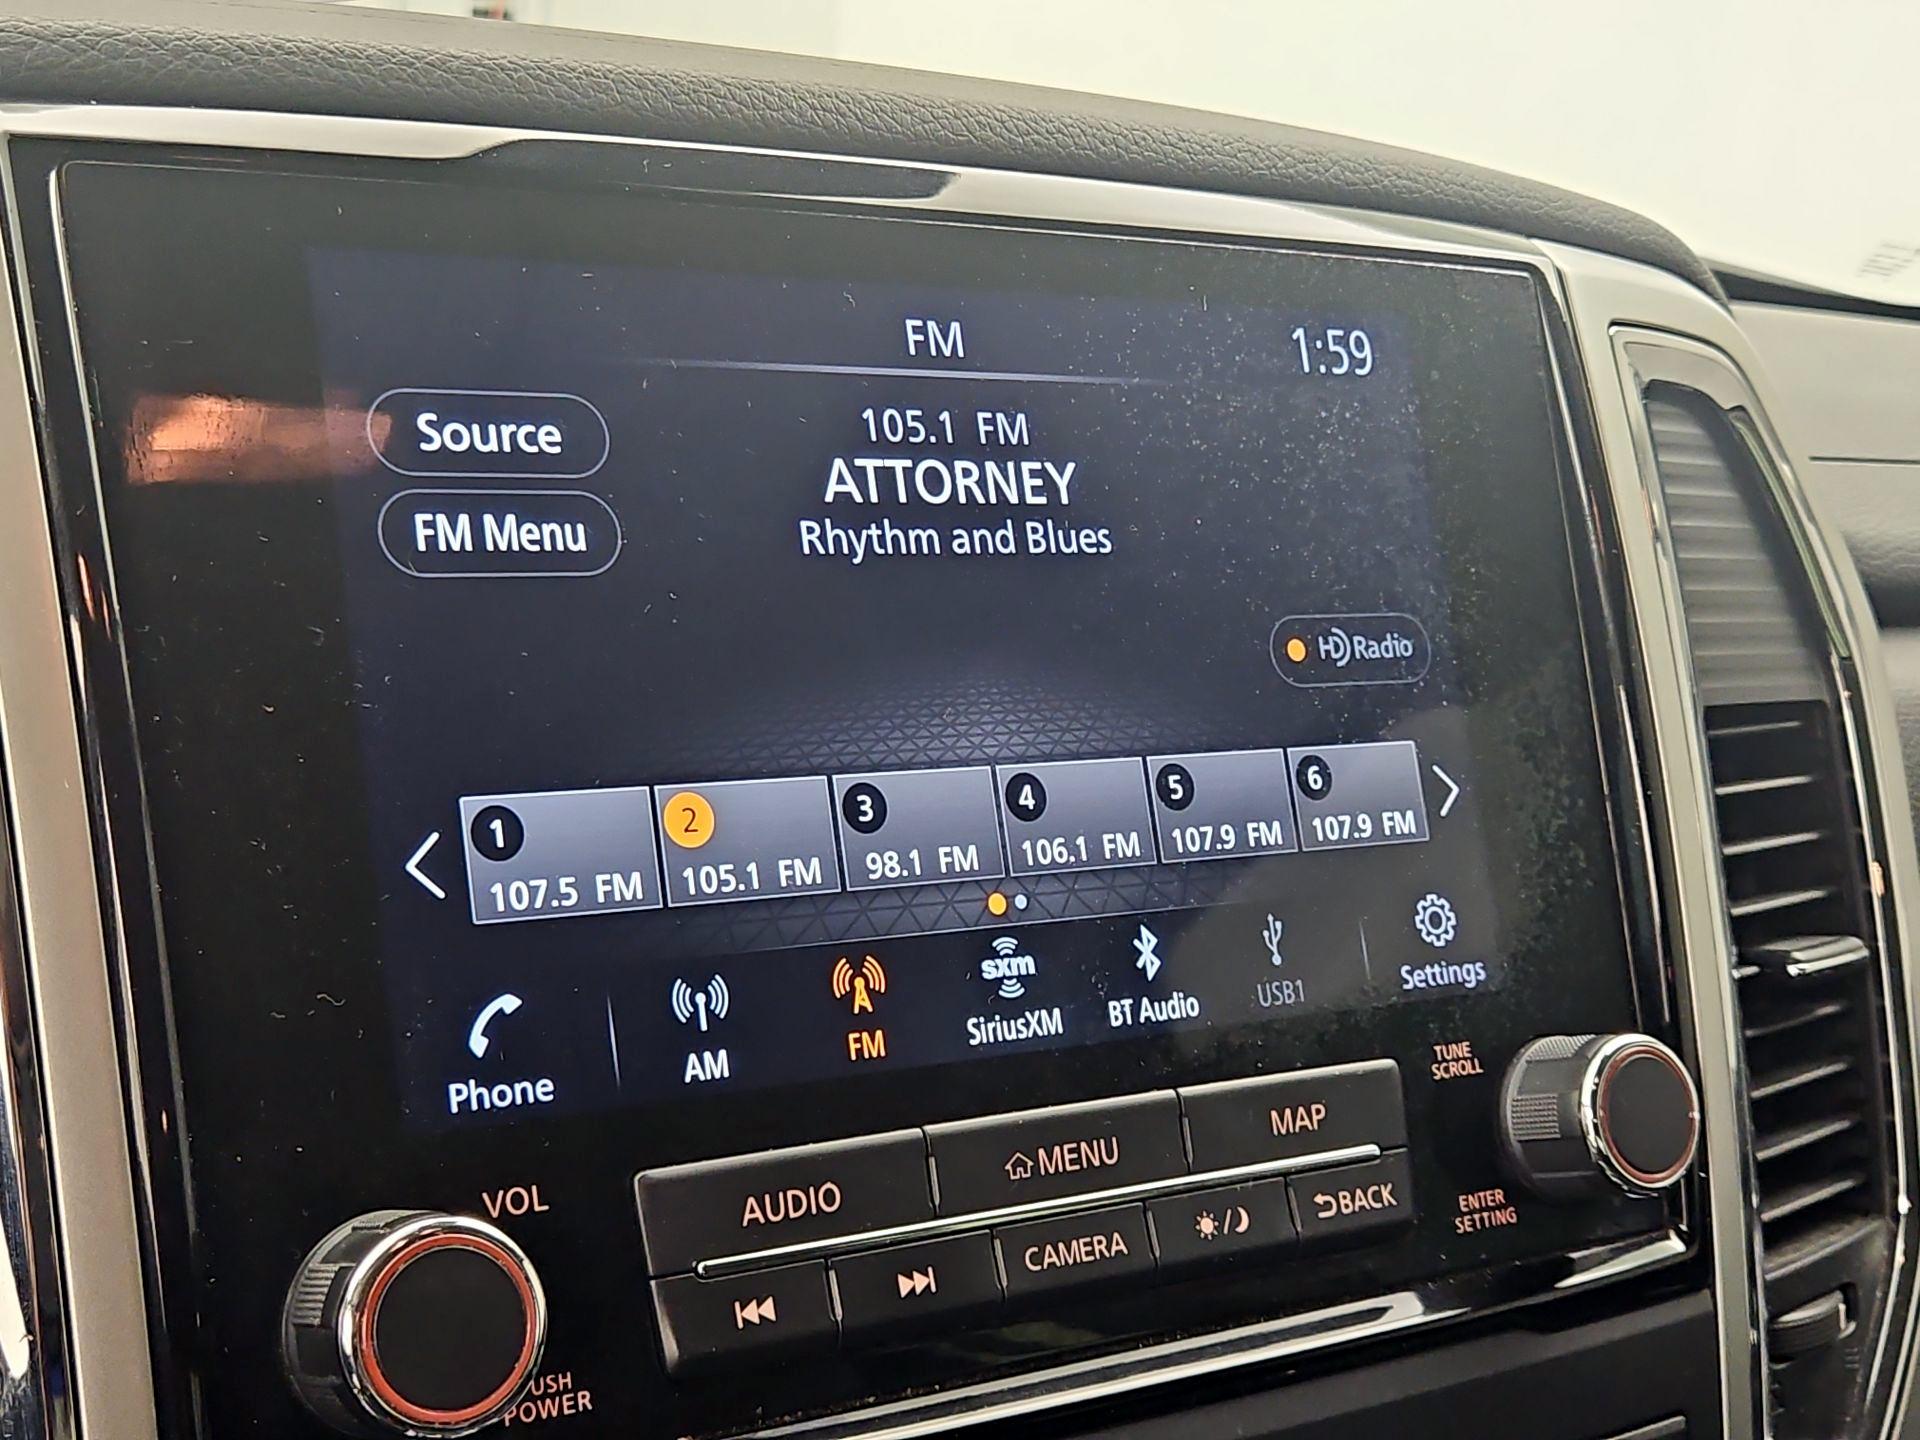 FM
1:59
Source
105.1 FM
ATTORNEY
FM Menu
Rhythm and Blues
HD Radio
1
2
3
4
5
6
107.5 FM
105.1 FM
98.1 FM
106.1 FM
107.9 FM
107.9 FM
Phone
AM
FM
sxm
SiriusXM
BT Audio
USB1
Settings
TUNE
SCROLL
VOL
AUDIO
MENU
MAP
CAMERA
BACK
ENTER
SETTING
USH
POWER